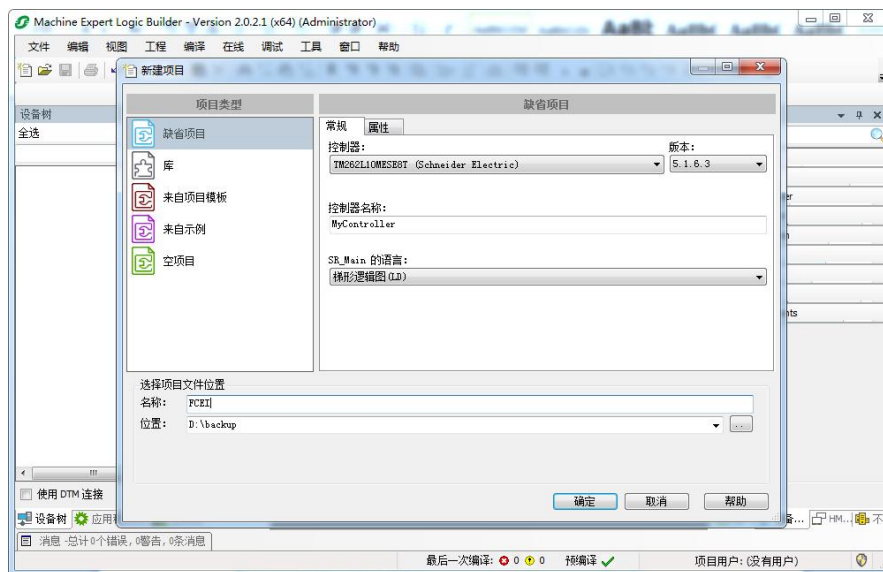 Machine Expert Logic Builder - Version 2.0.2.1 (x64) (Administrator)
文件 编辑 视图 工程 编译 在线 调试 工具 窗口 帮助
新建项目
设备树
全选
项目类型
缺省项目
库
来自项目模板
来自示例
空项目
缺省项目
常规 属性
控制器: 版本:
TM262L10MESE8T (Schneider Electric) 5.1.6.3
控制器名称:
MyController
SR_Main 的语言:
梯形逻辑图(LD)
选择项目文件位置
名称: FCEI
位置: D:\backup
确定 取消 帮助
使用 DTM 连接
设备树 应用
HM... 不
消息 -总计0个错误, 0警告, 0条消息
最后一次编译: 0 0 预编译 项目用户: (没有用户)